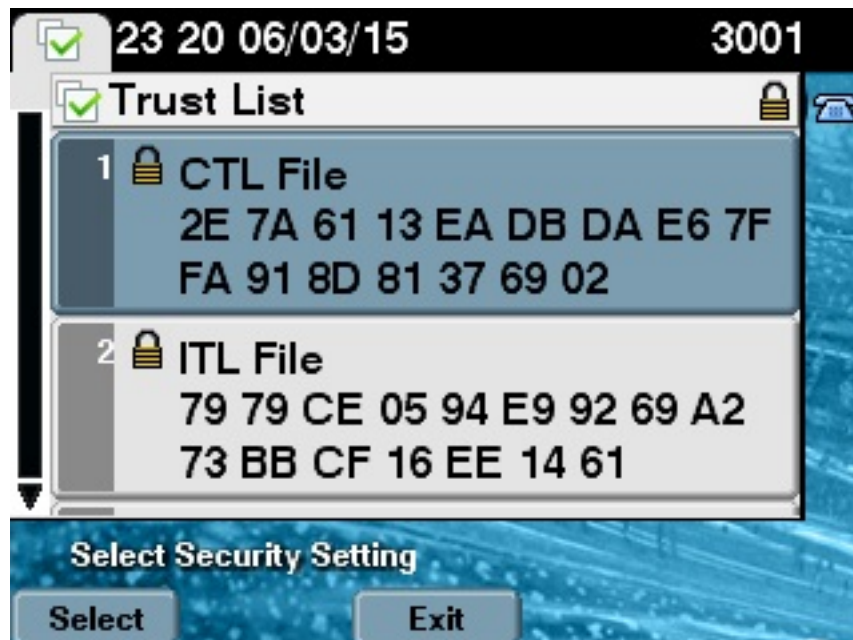 23 20 06/03/15 3001
Trust List
1 CTL File
2E 7A 61 13 EA DB DA E6 7F
FA 91 8D 81 37 69 02
2 ITL File
79 79 CE 05 94 E9 92 69 A2
73 BB CF 16 EE 14 61
Select Security Setting
Select Exit